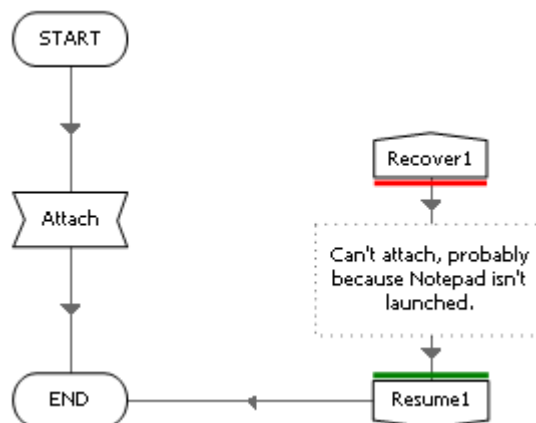 START
Attach
END
Recover1
Can't attach, probably
because Notepad isn't
launched.
Resume1